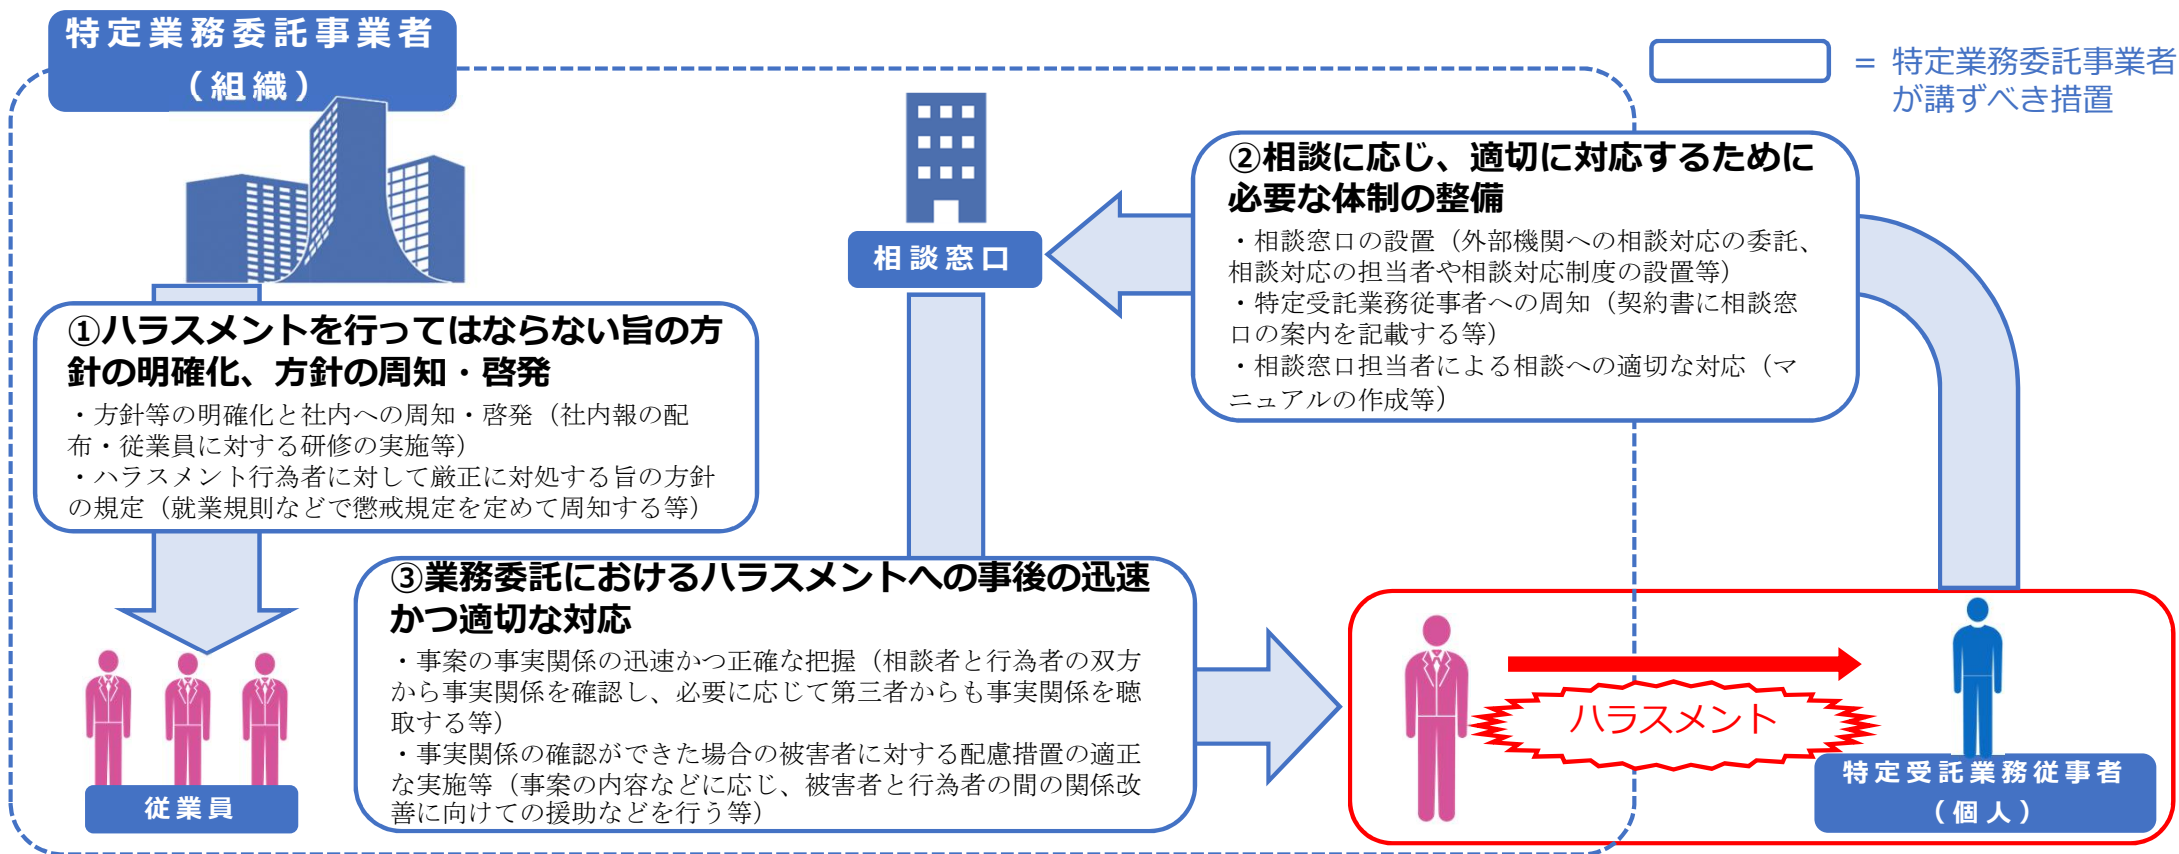 特定業務委託事業者
（組織）
= 特定業務委託事業者
が講ずべき措置
②相談に応じ、適切に対応するために
必要な体制の整備
・相談窓口の設置（外部機関への相談対応の委託、
相談対応の担当者や相談対応制度の設置等）
・特定受託業務従事者への周知（契約書に相談窓
口の案内を記載する等）
・相談窓口担当者による相談への適切な対応（マ
ニュアルの作成等）
相談窓口
①ハラスメントを行ってはならない旨の方
針の明確化、方針の周知・啓発
・方針等の明確化と社内への周知・啓発（社内報の配
布・従業員に対する研修の実施等）
・ハラスメント行為者に対して厳正に対処する旨の方針
の規定（就業規則などで懲戒規定を定めて周知する等）
従業員
③業務委託におけるハラスメントへの事後の迅速
かつ適切な対応
・事案の事実関係の迅速かつ正確な把握（相談者と行為者の双方
から事実関係を確認し、必要に応じて第三者からも事実関係を聴
取する等）
・事実関係の確認ができた場合の被害者に対する配慮措置の適正
な実施等（事案の内容などに応じ、被害者と行為者の間の関係改
善に向けての援助などを行う等）
ハラスメント
特定受託業務従事者
（個人）